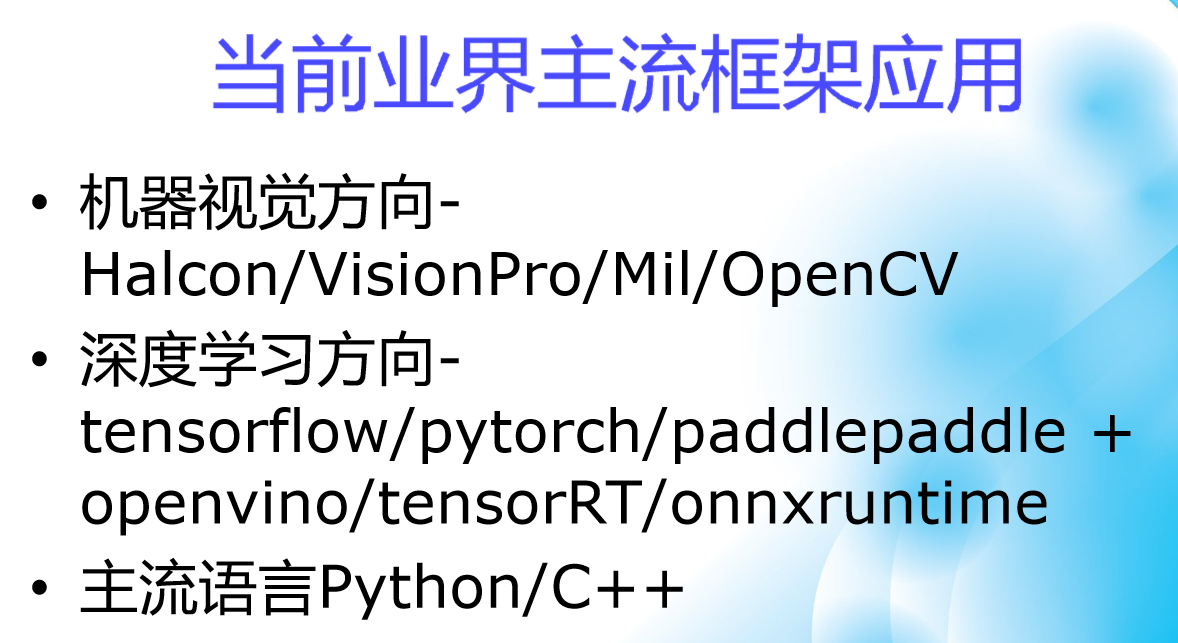 当前业界主流框架应用
• 机器视觉方向-
Halcon/VisionPro/Mil/OpenCV
• 深度学习方向-
tensorflow/pytorch/paddlepaddle +
openvino/tensorRT/onnxruntime
• 主流语言Python/C++